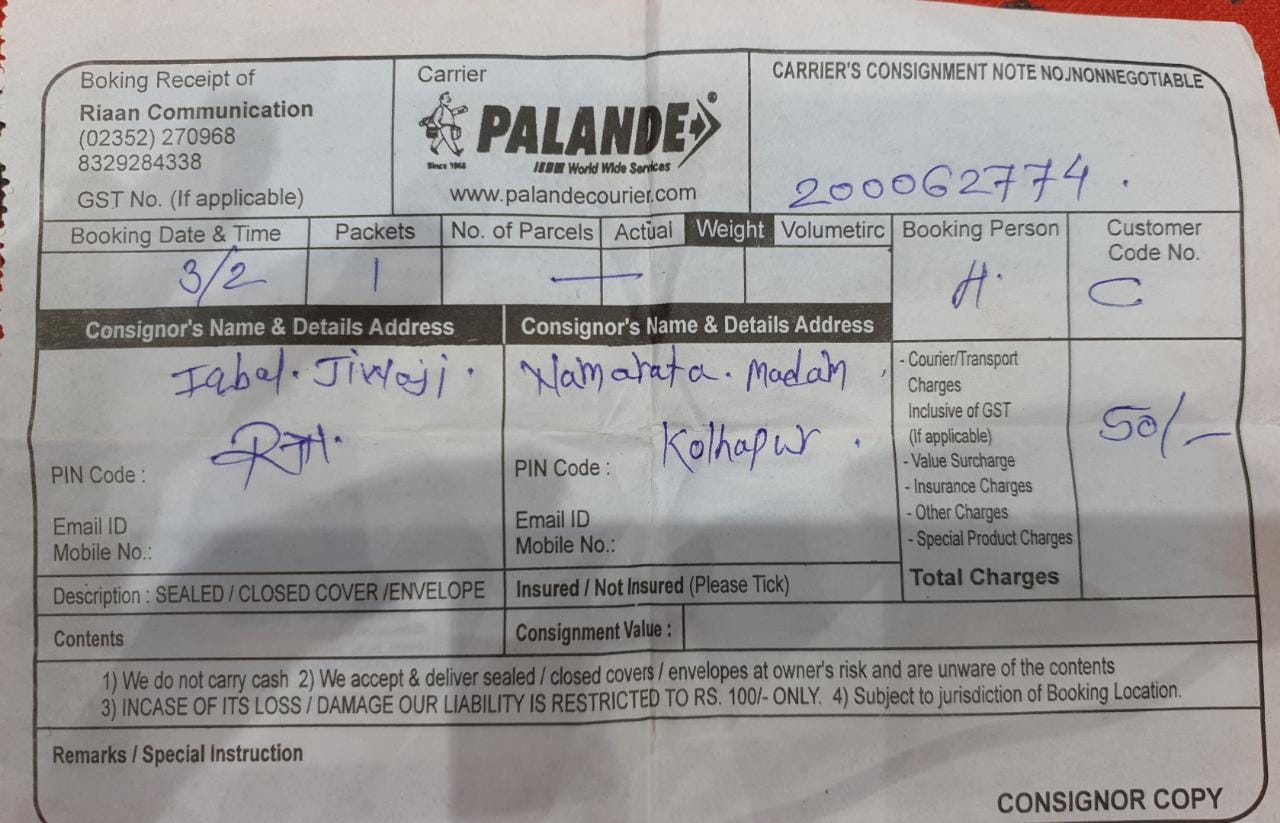 Boking Receipt of
Riaan Communication
(02352) 270968
8329284338
GST No. (If applicable)
Carrier
Since 1968
PALANDE
World Wide Services
www.palandecourier.com
CARRIER'S CONSIGNMENT NOTE NO./NONNEGOTIABLE
200062774.
Booking Date & Time
Packets
No. of Parcels
Actual Weight Volumetirc
Booking Person
Customer
Code No.
3/2
1
—
H.
C
Consignor's Name & Details Address
Iqbal. Jiwaji.
PIN Code :
Email ID
Mobile No.:
Consignor's Name & Details Address
Namarata. Madam
Kolhapur.
PIN Code :
Email ID
Mobile No.:
- Courier/Transport
Charges
Inclusive of GST
(If applicable)
- Value Surcharge
- Insurance Charges
- Other Charges
- Special Product Charges
Total Charges
50/-
Description : SEALED / CLOSED COVER /ENVELOPE
Insured / Not Insured (Please Tick)
Contents
Consignment Value :
1) We do not carry cash 2) We accept & deliver sealed / closed covers / envelopes at owner's risk and are unware of the contents
3) INCASE OF ITS LOSS / DAMAGE OUR LIABILITY IS RESTRICTED TO RS. 100/- ONLY. 4) Subject to jurisdiction of Booking Location.
Remarks / Special Instruction
CONSIGNOR COPY